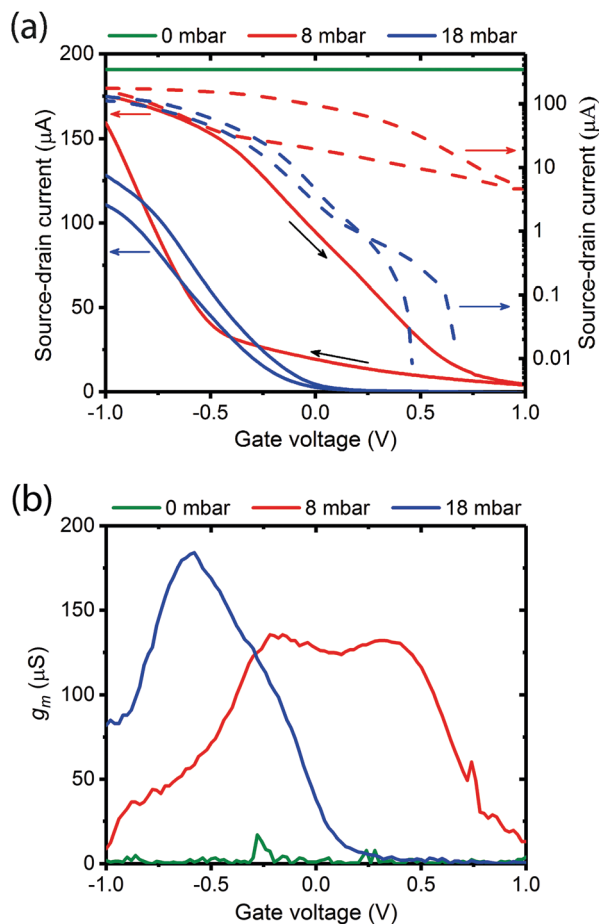 (a)
0 mbar 8 mbar 18 mbar
200
150
100
50
0
Source-drain current (μA)
100
10
1
0.1
0.01
Source-drain current (μA)
-1.0 -0.5 0.0 0.5 1.0
Gate voltage (V)
(b)
0 mbar 8 mbar 18 mbar
200
150
100
50
0
gm (μS)
-1.0 -0.5 0.0 0.5 1.0
Gate voltage (V)